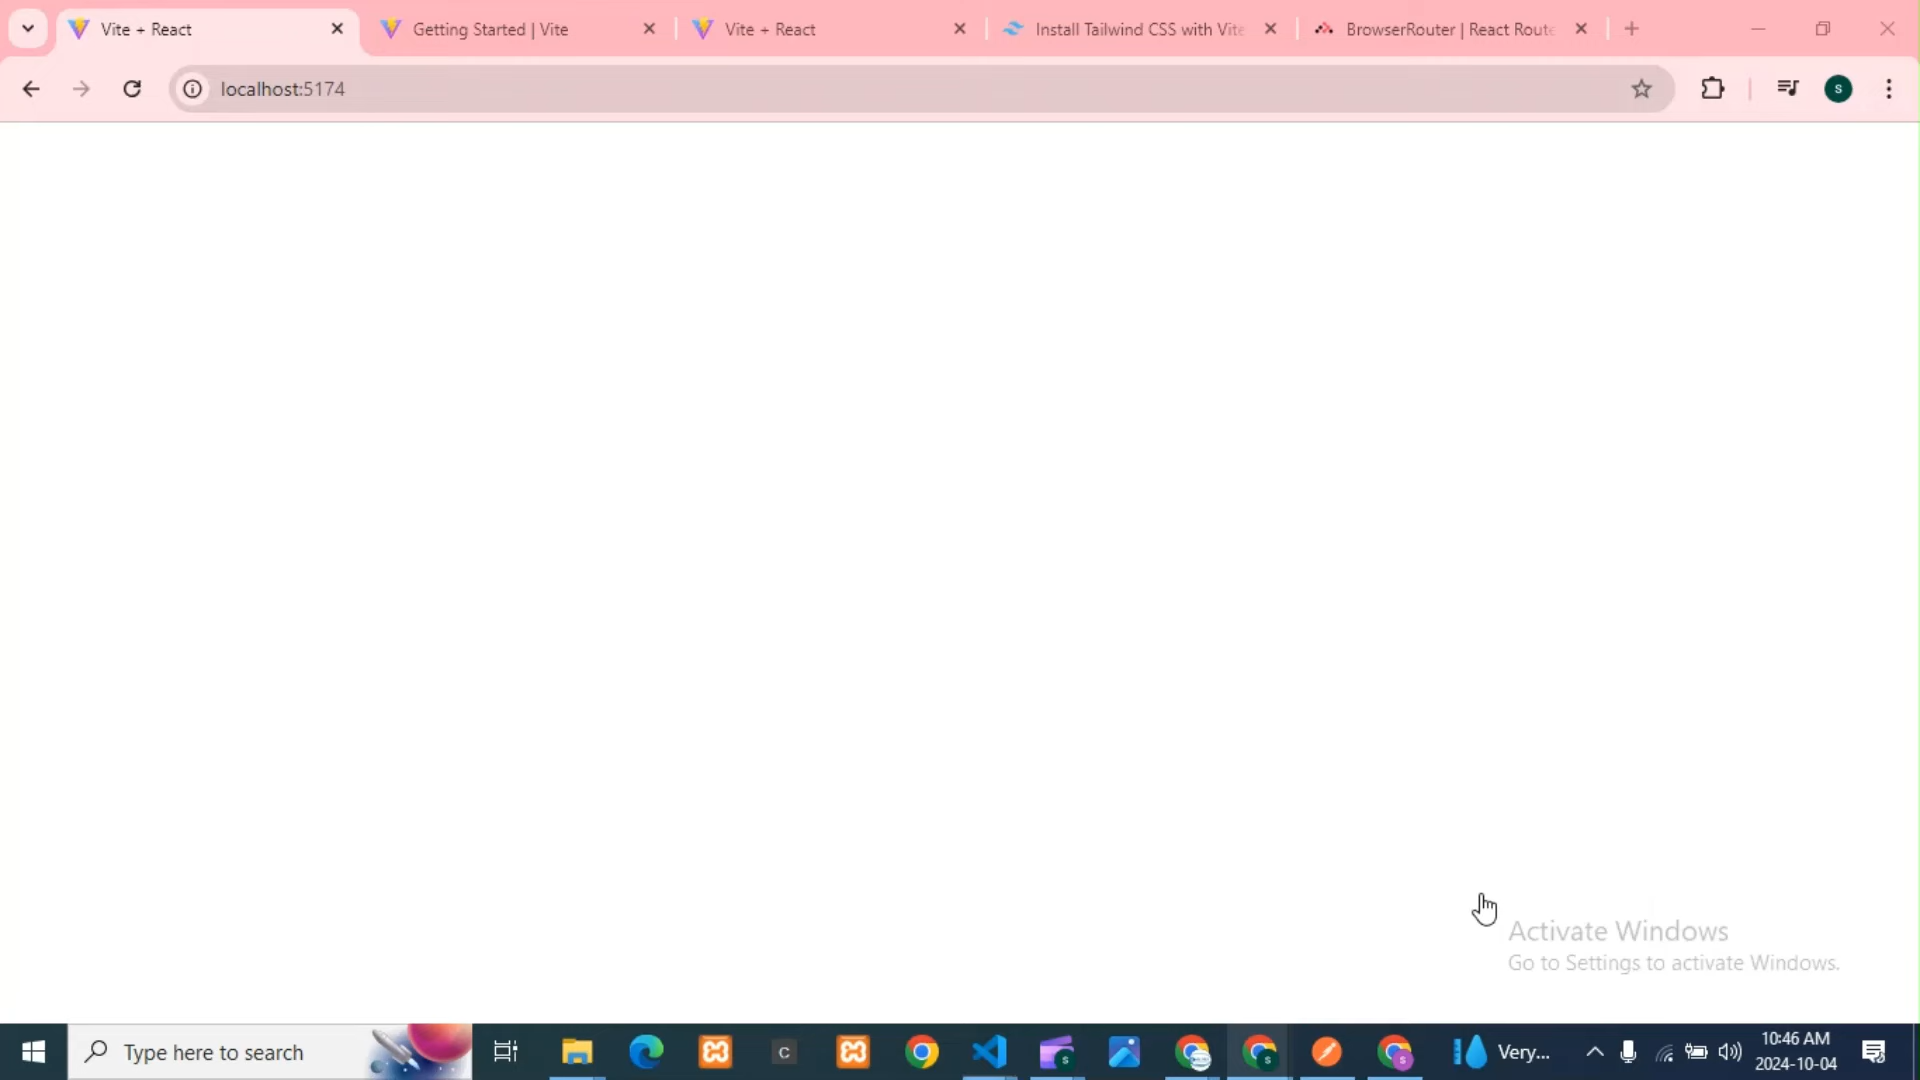 Vite + React
Getting Started | Vite
Vite + React
Install Tailwind CSS with Vite
BrowserRouter | React Route
localhost:5174
S
Activate Windows
Go to Settings to activate Windows.
Type here to search
C
S
S
S
Very...
10:46 AM
2024-10-04